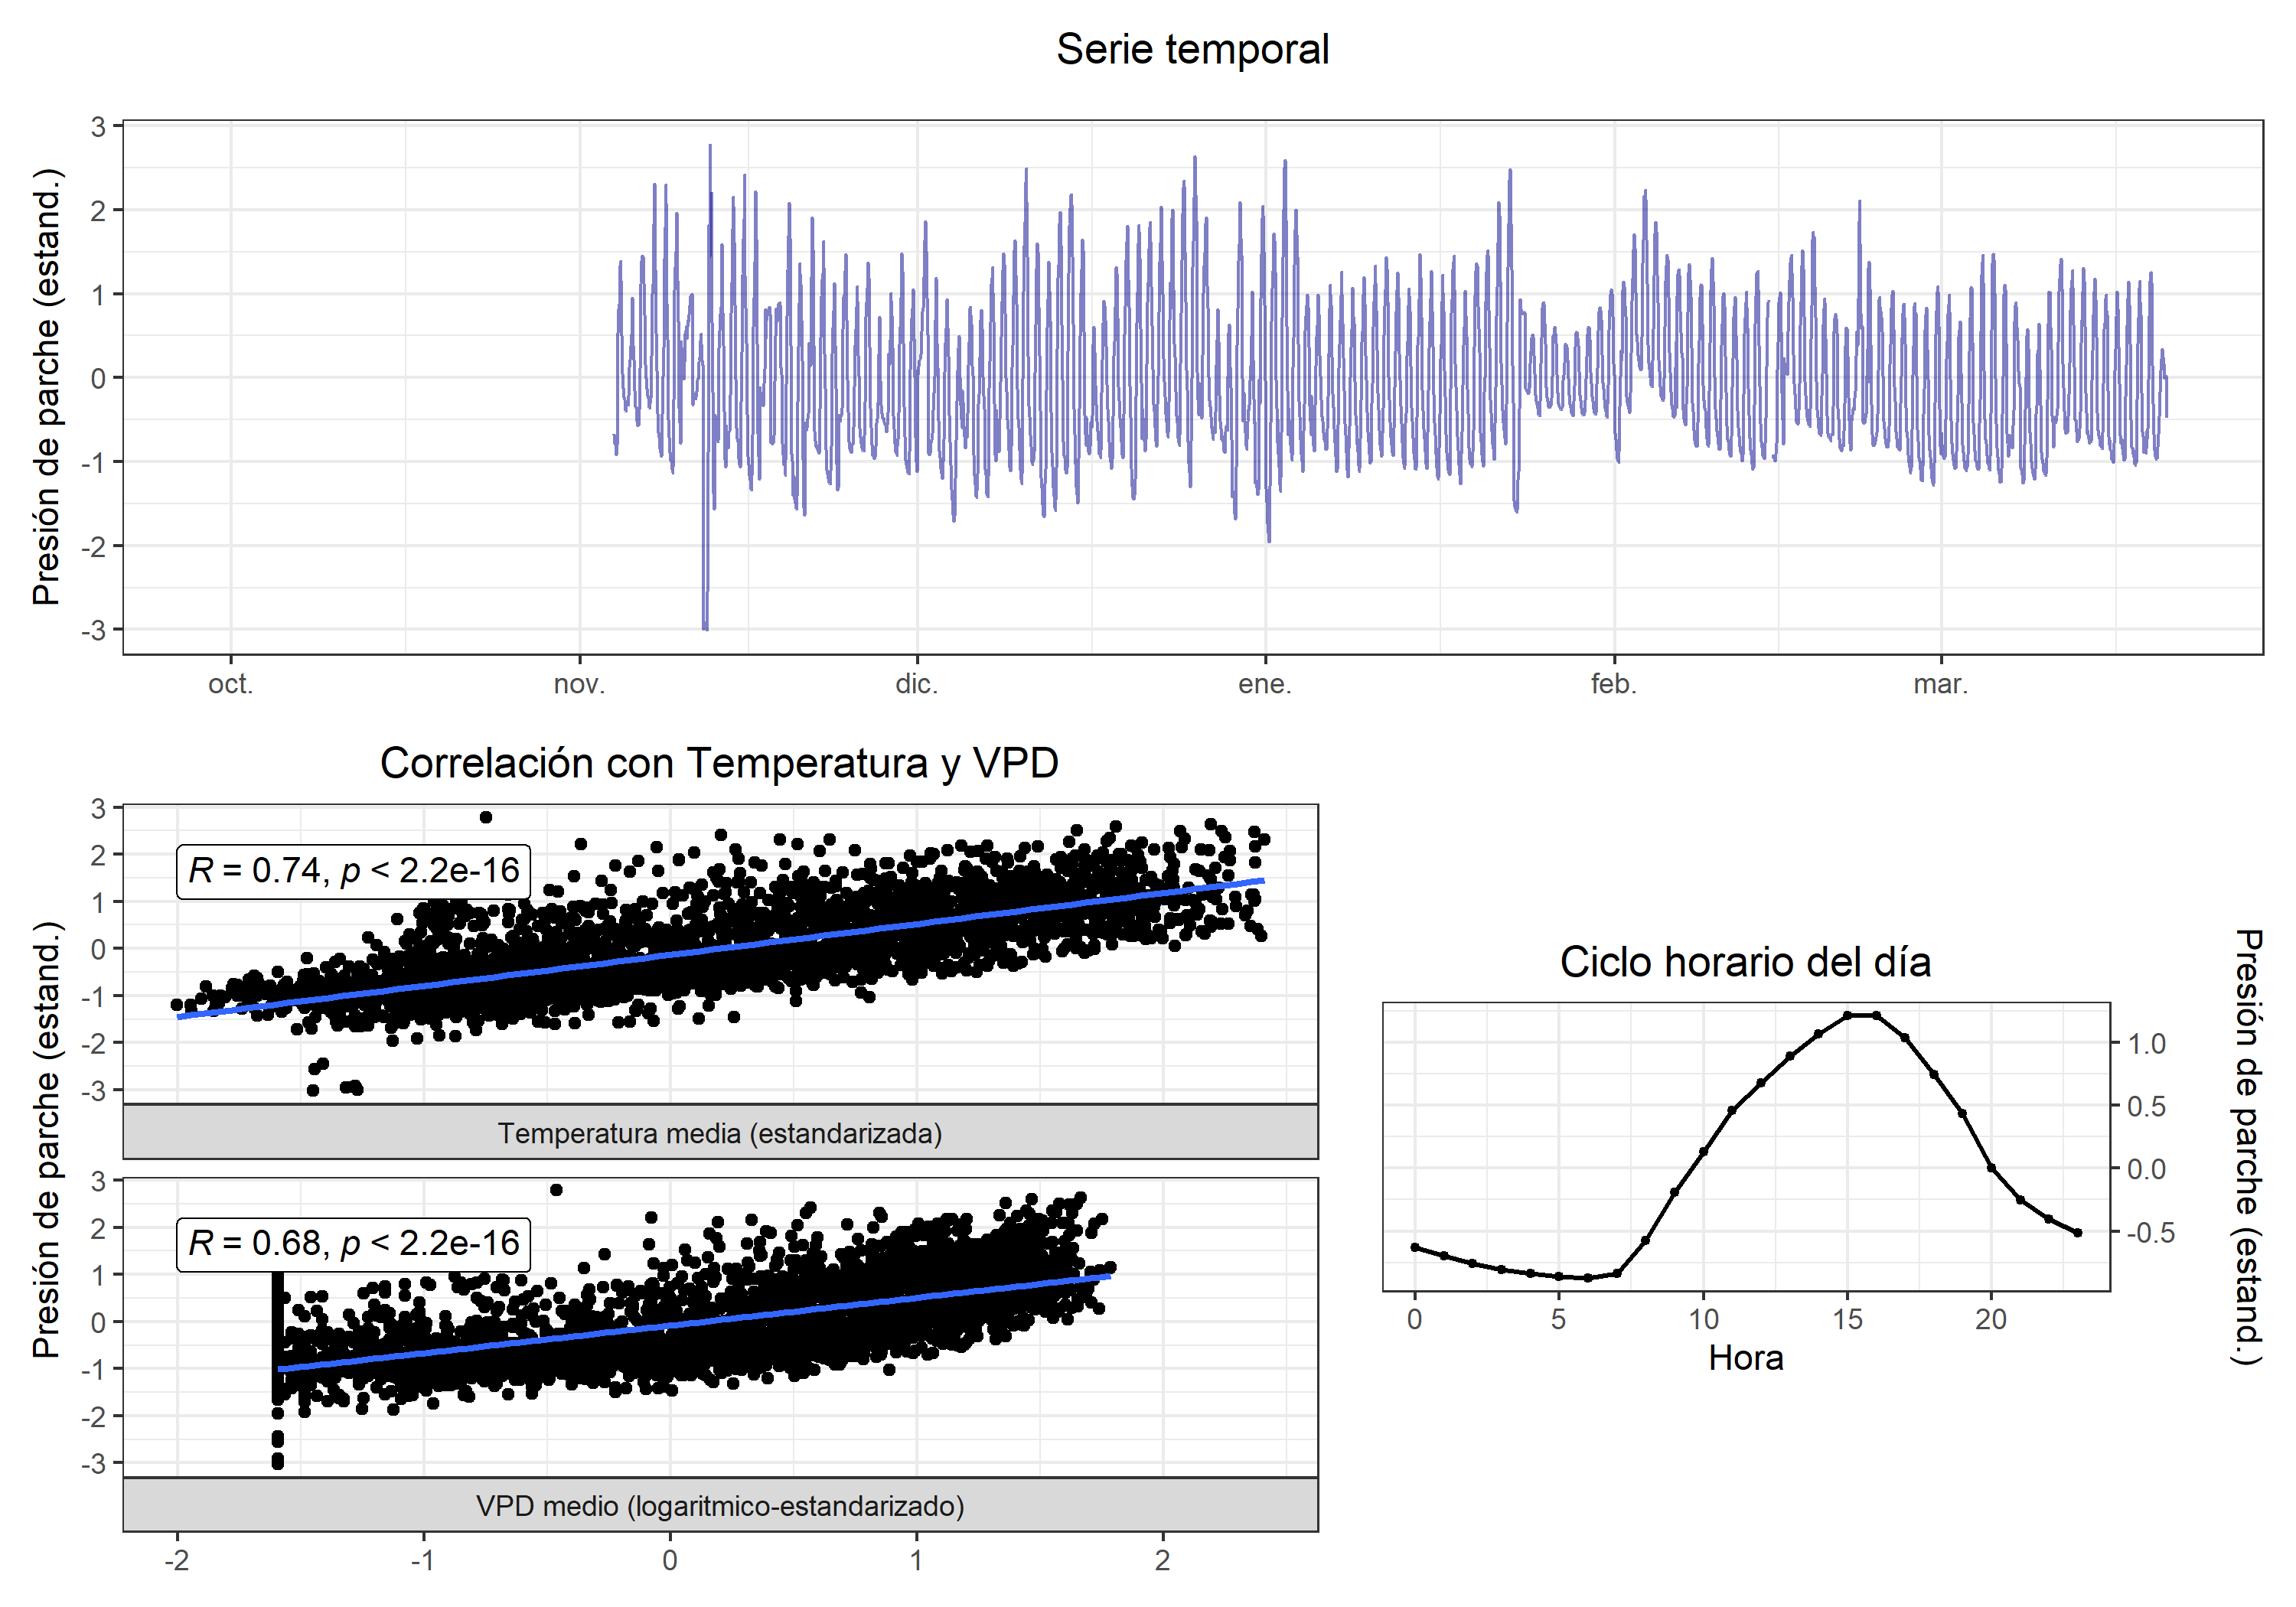 Serie temporal
Presión de parche (estand.)
3
2
1
0
-1
-2
-3
oct.
nov.
dic.
ene.
feb.
mar.
Correlación con Temperatura y VPD
Presión de parche (estand.)
3
2
1
0
-1
-2
-3
R = 0.74, p < 2.2e-16
Temperatura media (estandarizada)
3
2
1
0
-1
-2
-3
R = 0.68, p < 2.2e-16
VPD medio (logaritmico-estandarizado)
-2
-1
0
1
2
Ciclo horario del día
1.0
0.5
0.0
-0.5
Presión de parche (estand.)
0
5
10
15
20
Hora